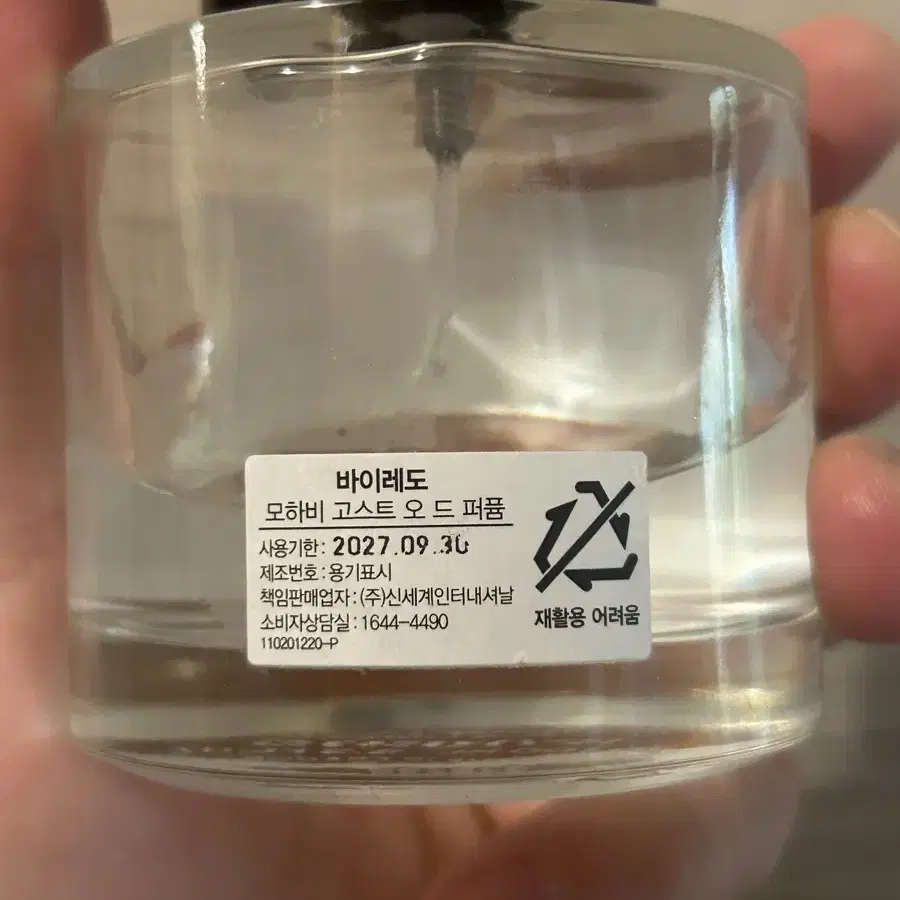 바이레도
모하비 고스트 오 드 퍼퓸
사용기한: 2027.09.30
제조번호:용기표시
책임판매업자:(주)신세계인터내셔날
소비자상담실:1644-4490
110201220-P
재활용 어려움